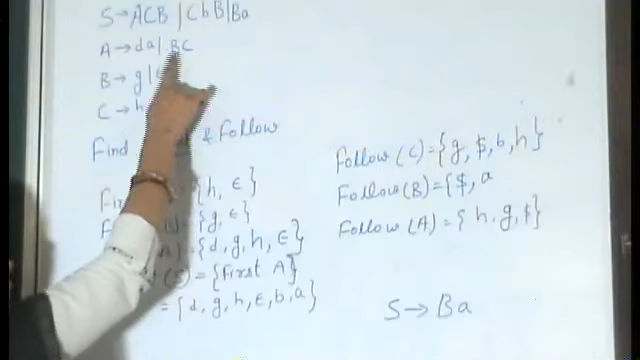 S→ACB | CbB | Ba
A→da | BC
B→ g |
C→ h
Find & Follow
{h, ε}
{g, ε}
= {d, g, h, ε}
(S) = {First A}
= {d, g, h, ε, b, a}
Follow (C) = {g, $, b, h}
Follow (B) = {$, a
Follow (A) = { h, g, $}
S → Ba